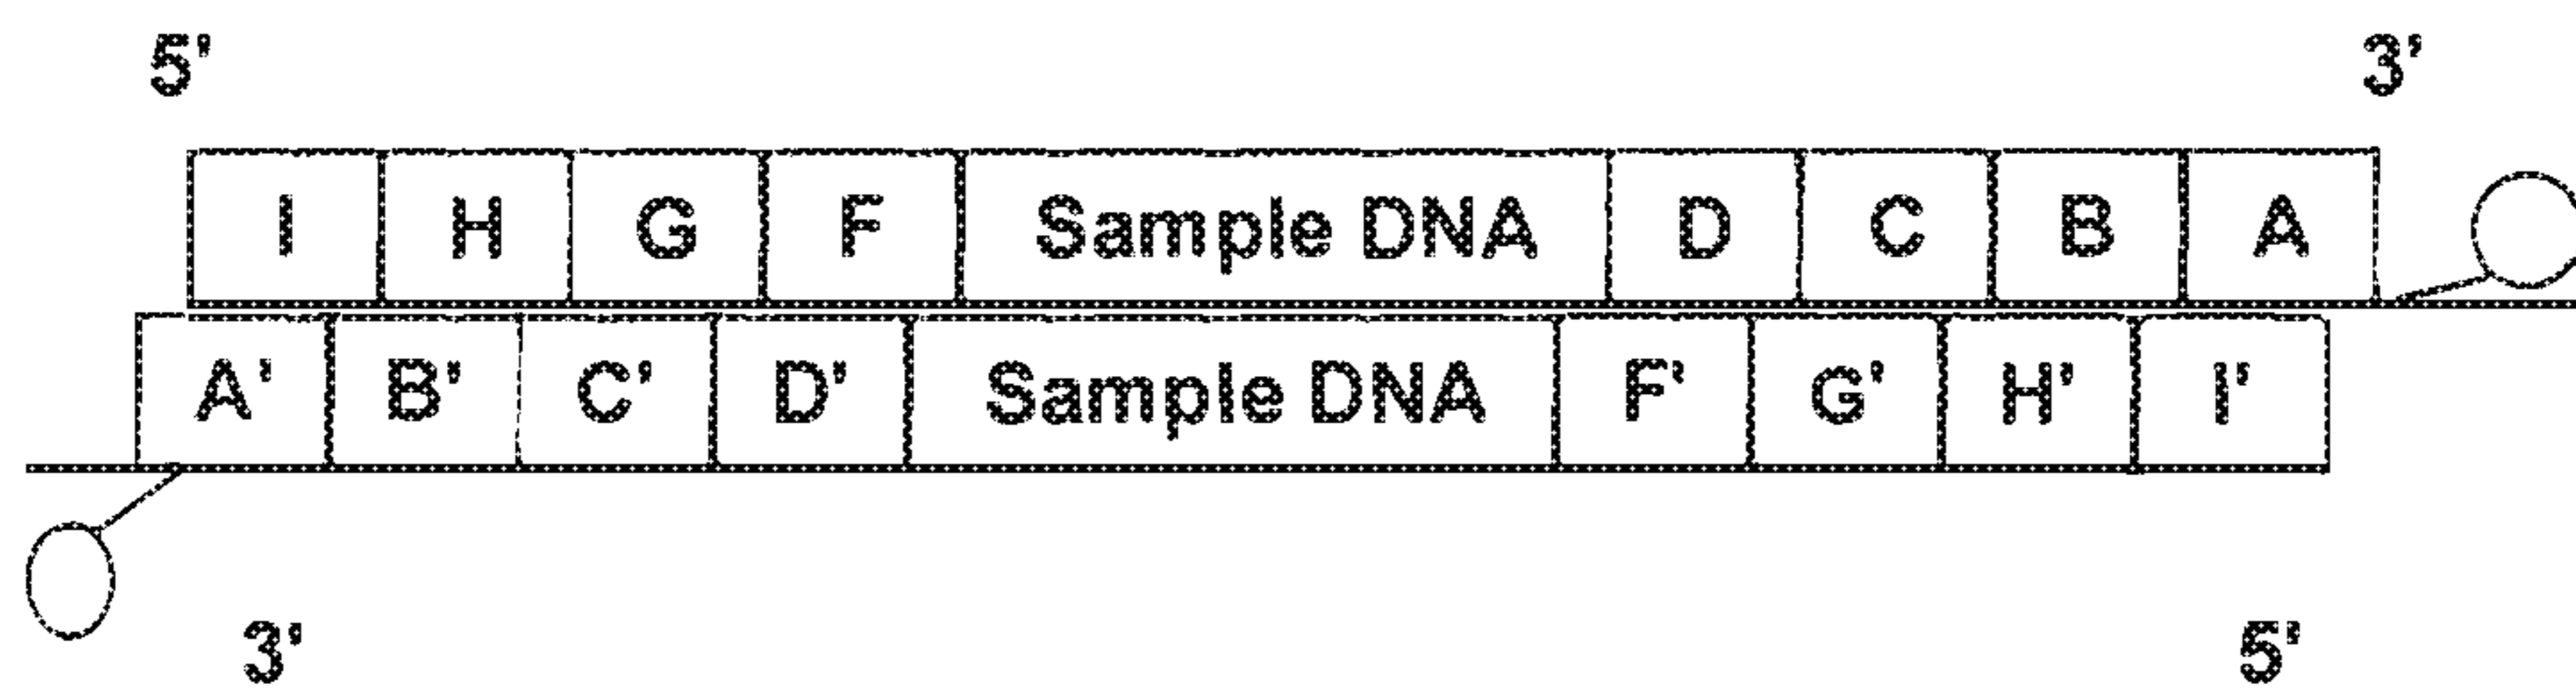 5' 3'
I H G F Sample DNA D C B A
A' B' C' D' Sample DNA F' G' H' I'
3' 5'